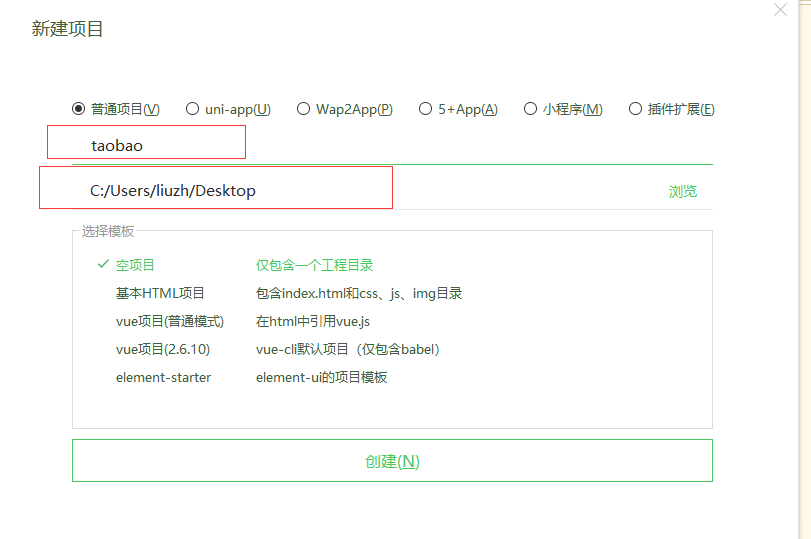 新建项目
普通项目(V) uni-app(U) Wap2App(P) 5+App(A) 小程序(M) 插件扩展(E)
taobao
C:/Users/liuzh/Desktop 浏览
选择模板
空项目 仅包含一个工程目录
基本HTML项目 包含index.html和css、js、img目录
vue项目(普通模式) 在html中引用vue.js
vue项目(2.6.10) vue-cli默认项目（仅包含babel）
element-starter element-ui的项目模板
创建(N)